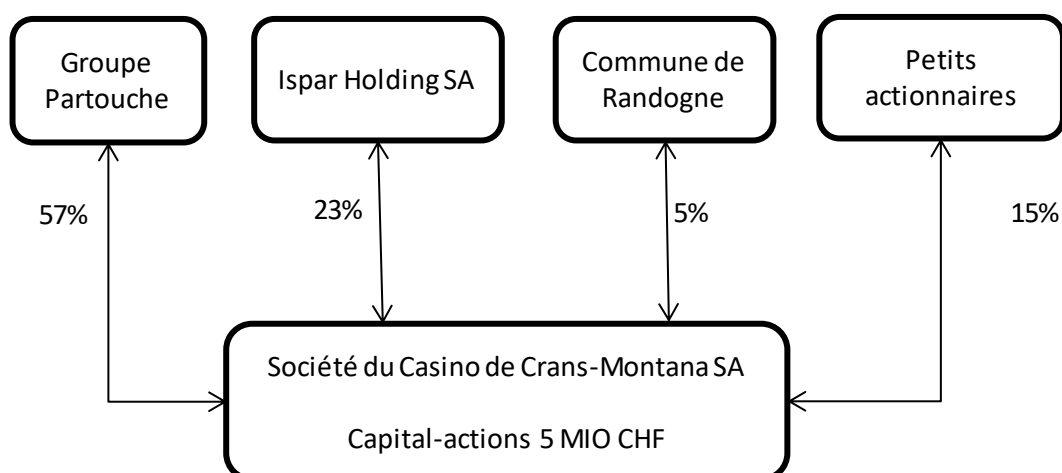 Groupe
Partouche
Ispar Holding SA
Commune de
Randogne
Petits
actionnaires
57%
23%
5%
15%
Société du Casino de Crans-Montana SA
Capital-actions 5 MIO CHF